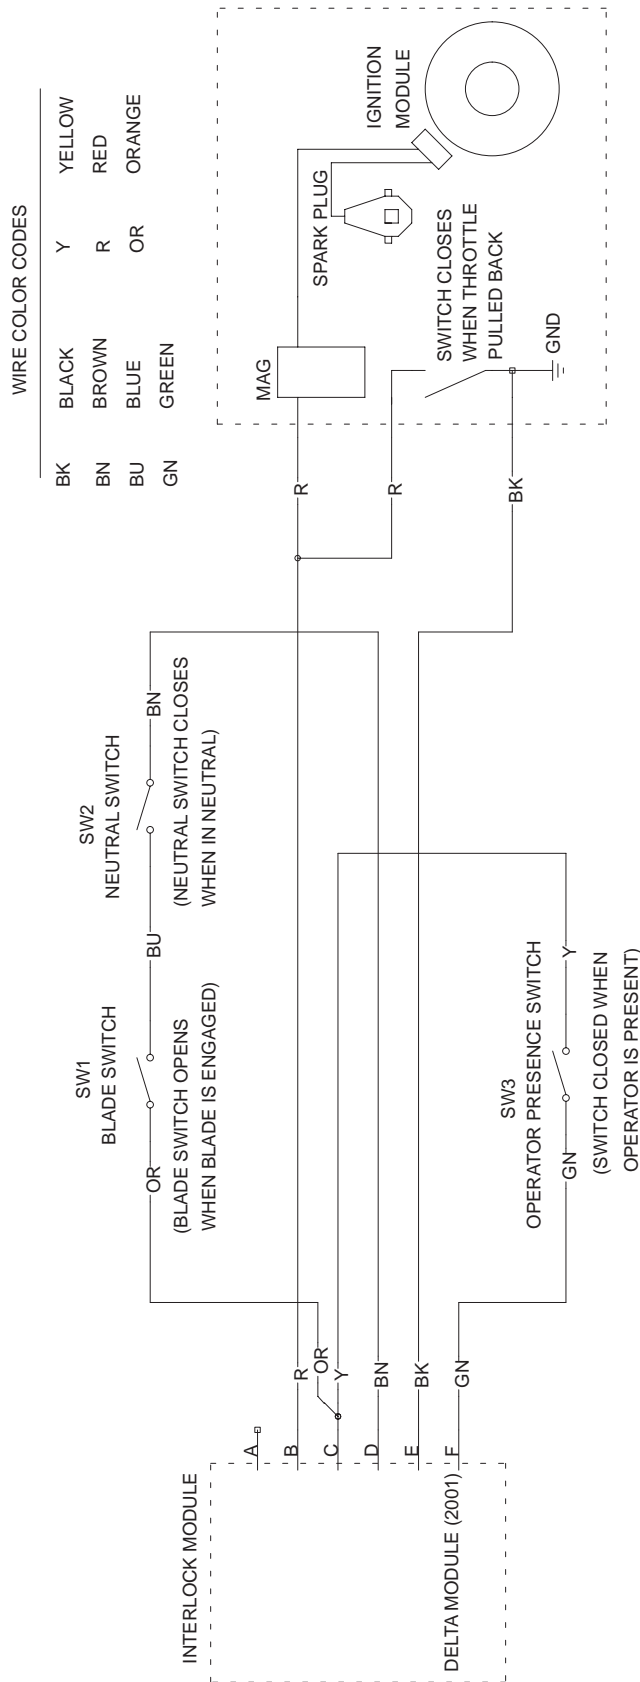 WIRE COLOR CODES
BK BLACK Y YELLOW
BN BROWN R RED
BU BLUE OR ORANGE
GN GREEN
INTERLOCK MODULE
DELTA MODULE (2001)
A
B
C
D
E
F
R
OR
Y
BN
BK
GN
OR
SW1
BLADE SWITCH
(BLADE SWITCH OPENS
WHEN BLADE IS ENGAGED)
BU
SW2
NEUTRAL SWITCH
(NEUTRAL SWITCH CLOSES
WHEN IN NEUTRAL)
BN
GN
SW3
OPERATOR PRESENCE SWITCH
(SWITCH CLOSED WHEN
OPERATOR IS PRESENT)
Y
R
R
BK
MAG
SPARK PLUG
IGNITION
MODULE
SWITCH CLOSES
WHEN THROTTLE
PULLED BACK
GND